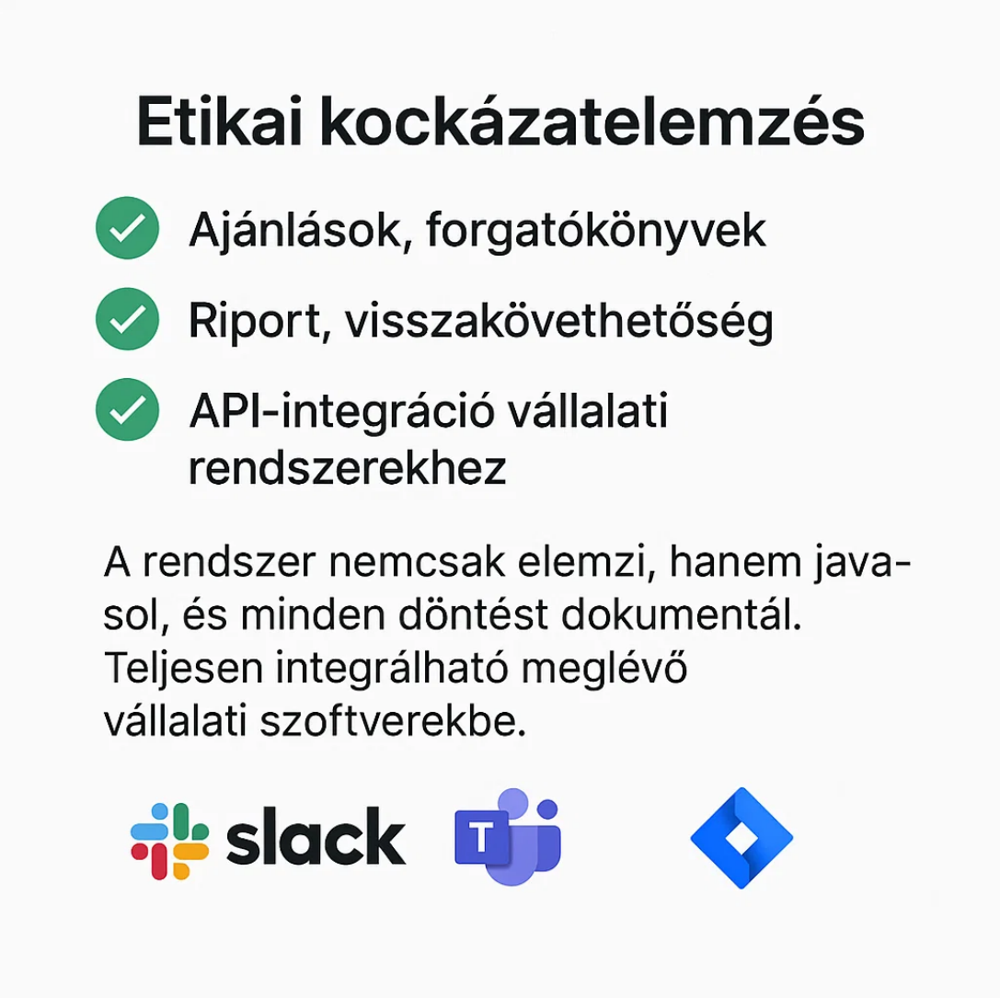 Etikai kockázatelemzés
Ajánlások, forgatókönyvek
Riport, visszakövethetőség
API-integráció vállalati
rendszerekhez
A rendszer nemcsak elemzi, hanem java-
sol, és minden döntést dokumentál.
Teljesen integrálható meglévő
vállalati szoftverekbe.
slack T